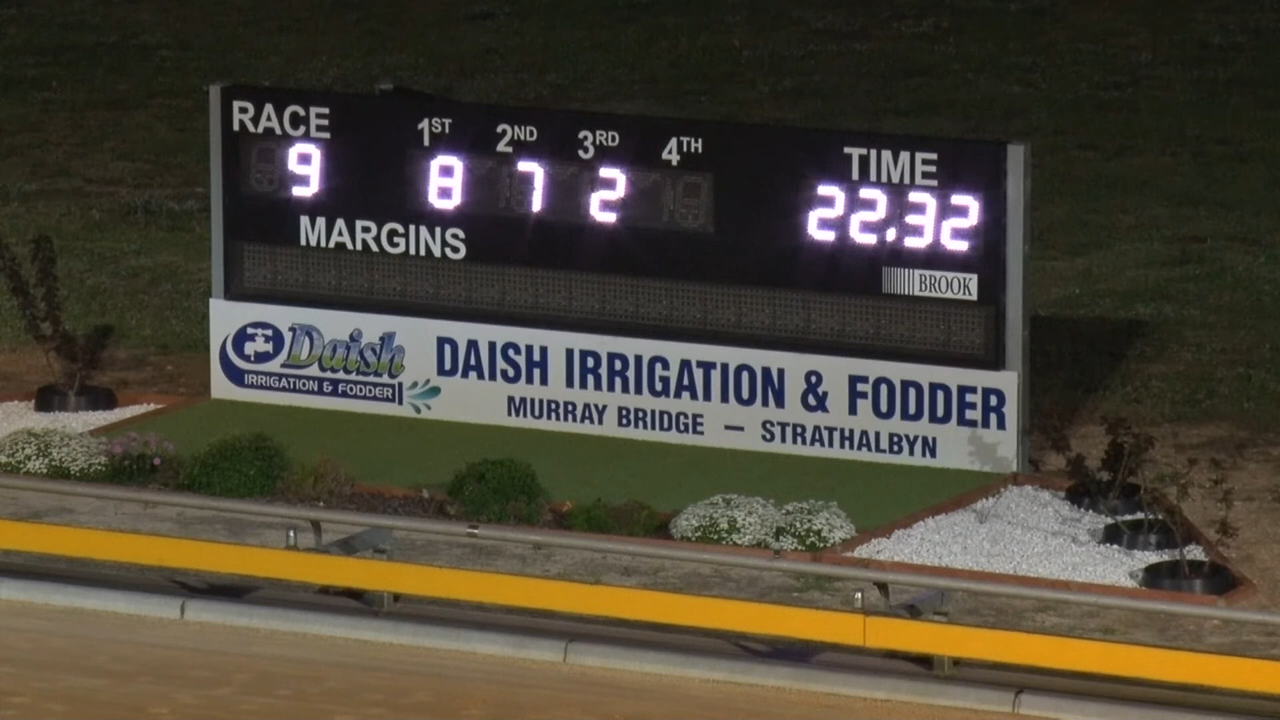 RACE 1ST 2ND 3RD 4TH TIME
9 8 7 2 22.32
MARGINS
BROOK
Daish
IRRIGATION & FODDER
DAISH IRRIGATION & FODDER
MURRAY BRIDGE – STRATHALBYN